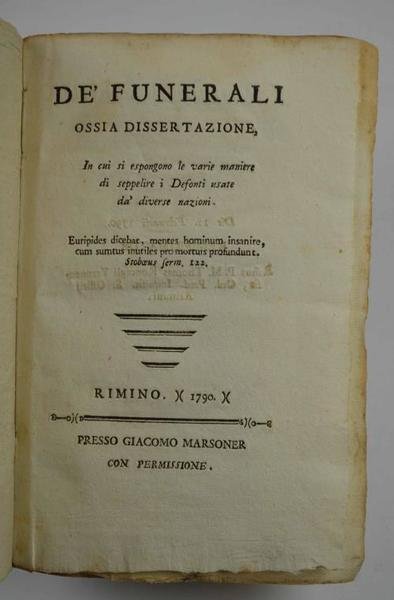 DE' FUNERALI
OSSIA DISSERTAZIONE,
In cui si espongono le varie maniere
di seppelire i Defonti usate
da' diverse nazioni.
Euripides dicebat, mentes hominum insanire,
cum sumtus inutiles pro mortuis profundunt.
Stobæus serm. 122.
RIMINO. )( 1790. )(
PRESSO GIACOMO MARSONER
CON PERMISSIONE.